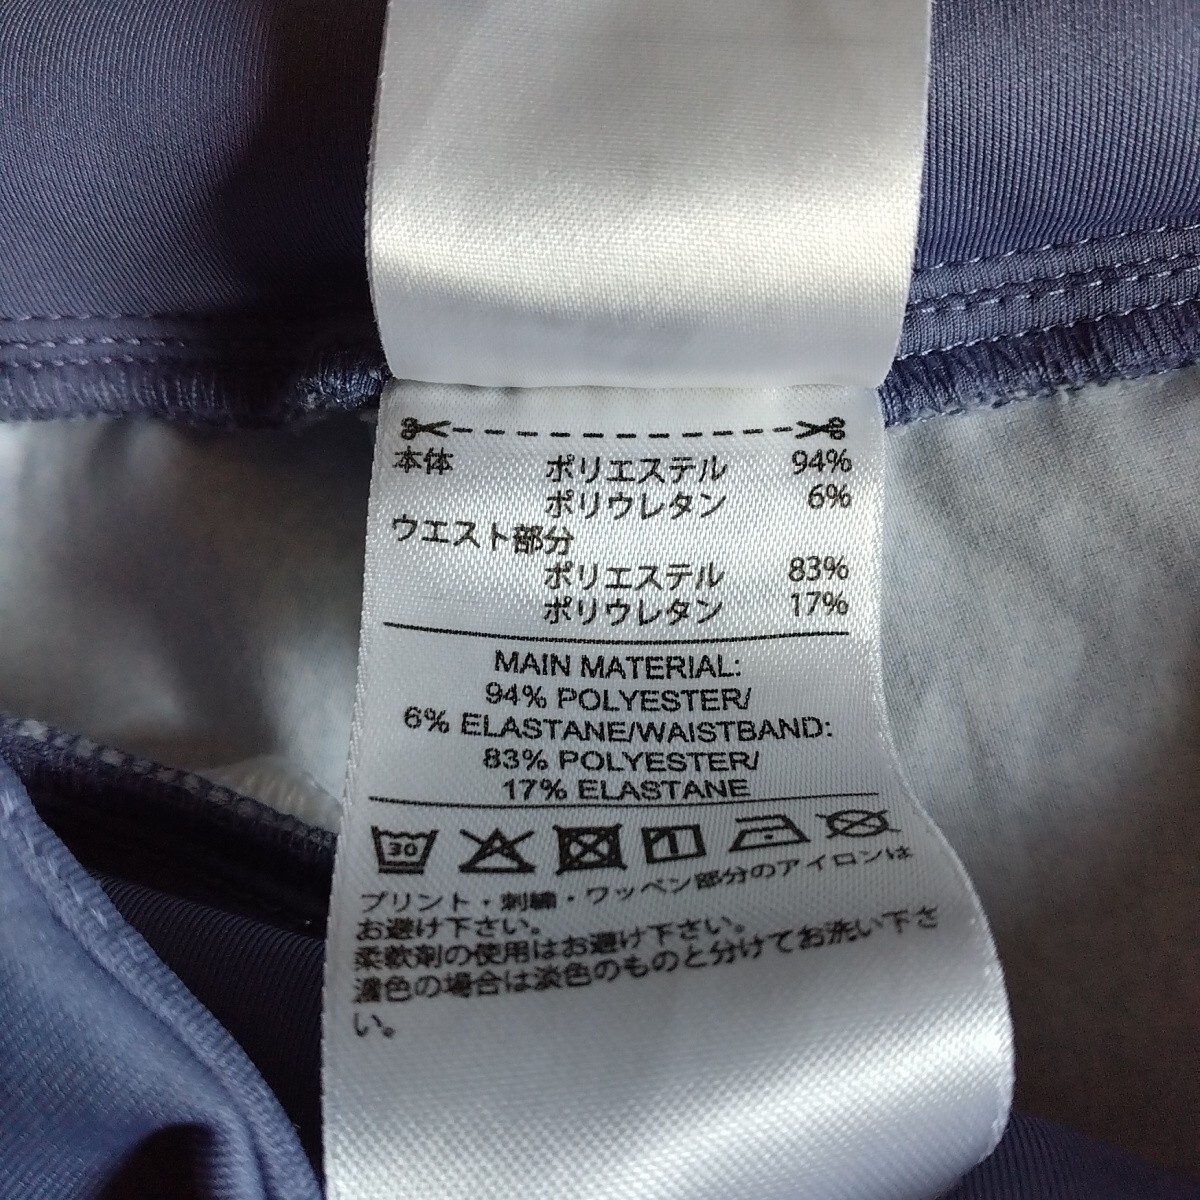 本体 ポリエステル 94%
ポリウレタン 6%
ウエスト部分
ポリエステル 83%
ポリウレタン 17%
MAIN MATERIAL:
94% POLYESTER/
6% ELASTANE/WAISTBAND:
83% POLYESTER/
17% ELASTANE
30
プリント・刺繍・ワッペン部分のアイロンは
お避け下さい。
柔軟剤の使用はお避け下さい。
濃色の場合は淡色のものと分けてお洗い下さ
い。